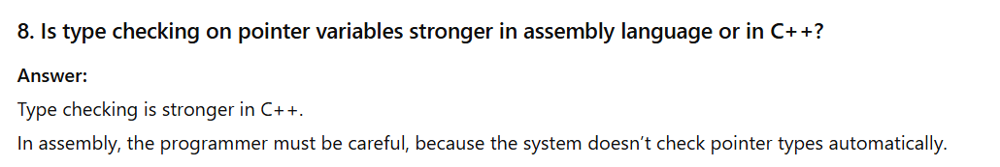 8. Is type checking on pointer variables stronger in assembly language or in C++?
Answer:
Type checking is stronger in C++.
In assembly, the programmer must be careful, because the system doesn’t check pointer types automatically.